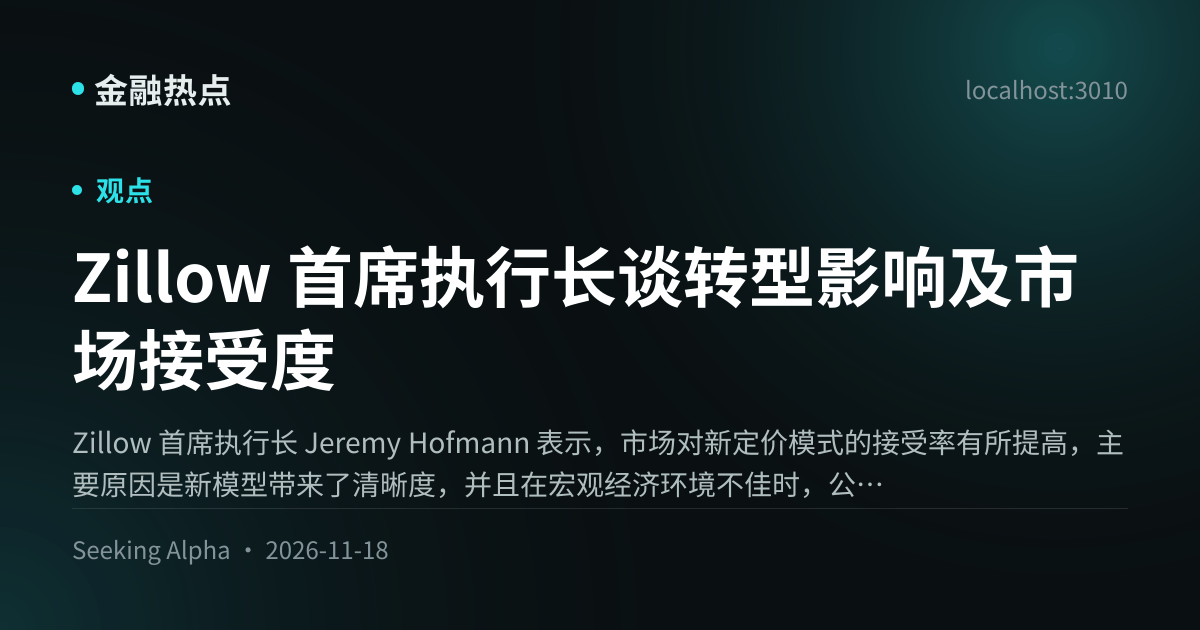 金融热点
localhost:3010
观点
Zillow 首席执行长谈转型影响及市
场接受度
Zillow 首席执行长 Jeremy Hofmann 表示，市场对新定价模式的接受率有所提高，主
要原因是新模型带来了清晰度，并且在宏观经济环境不佳时，公…
Seeking Alpha · 2026-11-18